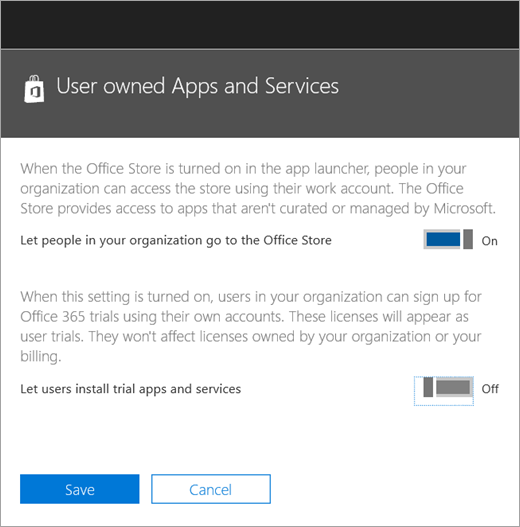 User owned Apps and Services
When the Office Store is turned on in the app launcher, people in your
organization can access the store using their work account. The Office
Store provides access to apps that aren't curated or managed by Microsoft.
Let people in your organization go to the Office Store
On
When this setting is turned on, users in your organization can sign up for
Office 365 trials using their own accounts. These licenses will appear as
user trials. They won't affect licenses owned by your organization or your
billing.
Let users install trial apps and services
Off
Save
Cancel